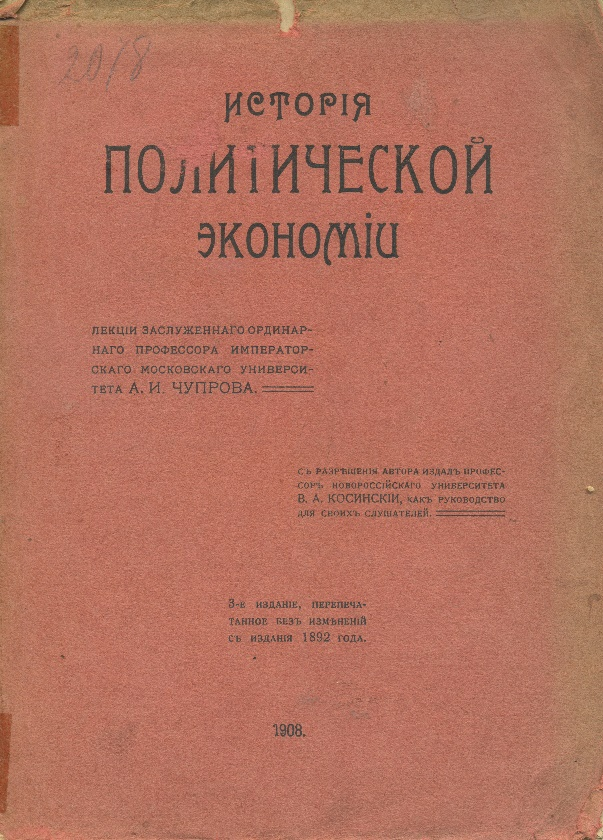 2018
ИСТОРІЯ
ПОЛИТИЧЕСКОЙ
ЭКОНОМІИ
ЛЕКЦІИ ЗАСЛУЖЕННАГО ОРДИНАР-
НАГО ПРОФЕССОРА ИМПЕРАТОР-
СКАГО МОСКОВСКАГО УНИВЕРСИ-
ТЕТА А. И. ЧУПРОВА.
СЪ РАЗРѢШЕНІЯ АВТОРА ИЗДАЛЪ ПРОФЕС-
СОРЪ НОВОРОССІЙСКАГО УНИВЕРСИТЕТА
В. А. КОСИНСКІЙ, КАКЪ РУКОВОДСТВО
ДЛЯ СВОИХЪ СЛУШАТЕЛЕЙ.
3-Е ИЗДАНІЕ, ПЕРЕПЕЧА-
ТАННОЕ БЕЗЪ ИЗМѢНЕНІЙ
СЪ ИЗДАНІЯ 1892 ГОДА.
1908.